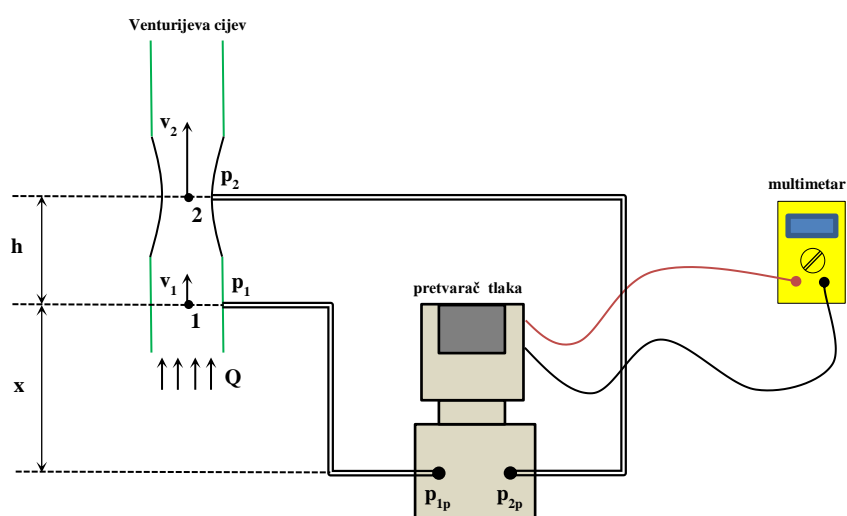 Venturijeva cijev
v2
p2
multimetar
2
h
v1
p1
pretvarač tlaka
1
x
Q
p1p
p2p